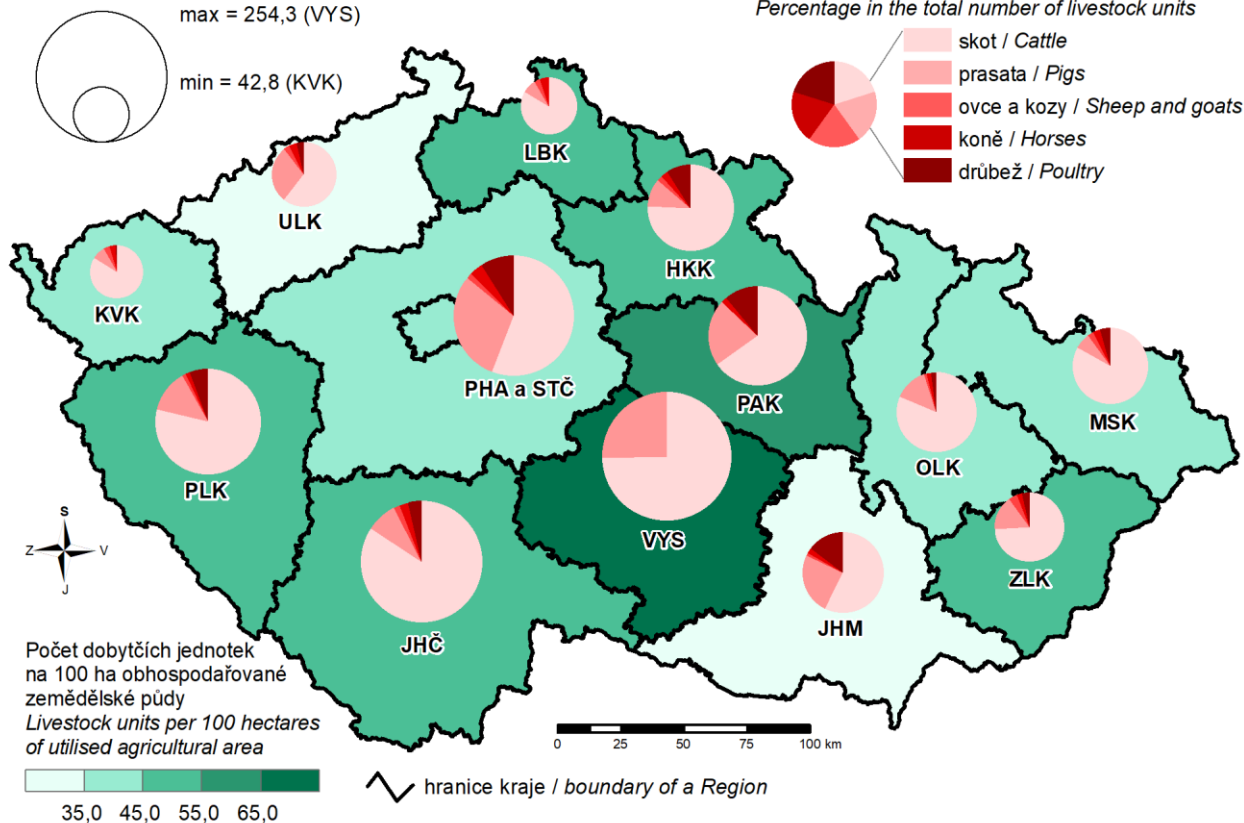 max = 254,3 (VYS)
min = 42,8 (KVK)
Percentage in the total number of livestock units
skot / Cattle
prasata / Pigs
ovce a kozy / Sheep and goats
koně / Horses
drůbež / Poultry
LBK
ULK
HKK
KVK
PHA a STČ
PAK
MSK
OLK
PLK
VYS
ZLK
JHM
JHČ
S
Z
V
J
Počet dobytčích jednotek
na 100 ha obhospodařované
zemědělské půdy
Livestock units per 100 hectares
of utilised agricultural area
35,0 45,0 55,0 65,0
0 25 50 75 100 km
hranice kraje / boundary of a Region